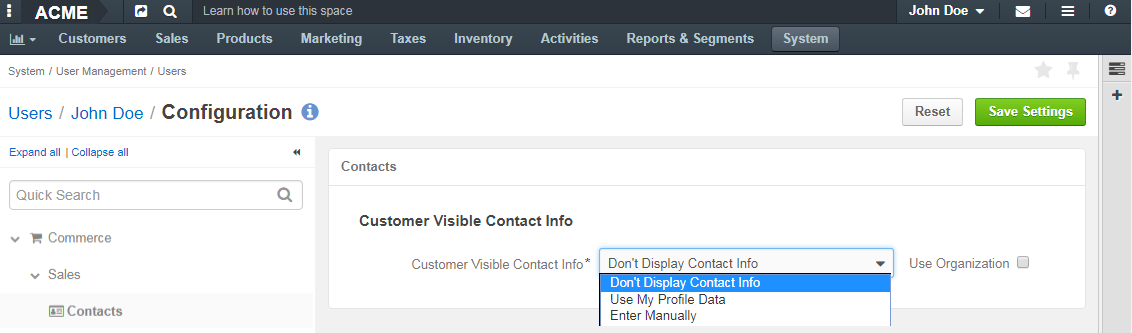 ACME Learn how to use this space John Doe
Customers Sales Products Marketing Taxes Inventory Activities Reports & Segments System
System / User Management / Users
Users / John Doe / Configuration Reset Save Settings
Expand all | Collapse all
Contacts
Quick Search
Customer Visible Contact Info
Commerce
Customer Visible Contact Info* Don't Display Contact Info Use Organization
Sales
Don't Display Contact Info
Use My Profile Data
Contacts
Enter Manually